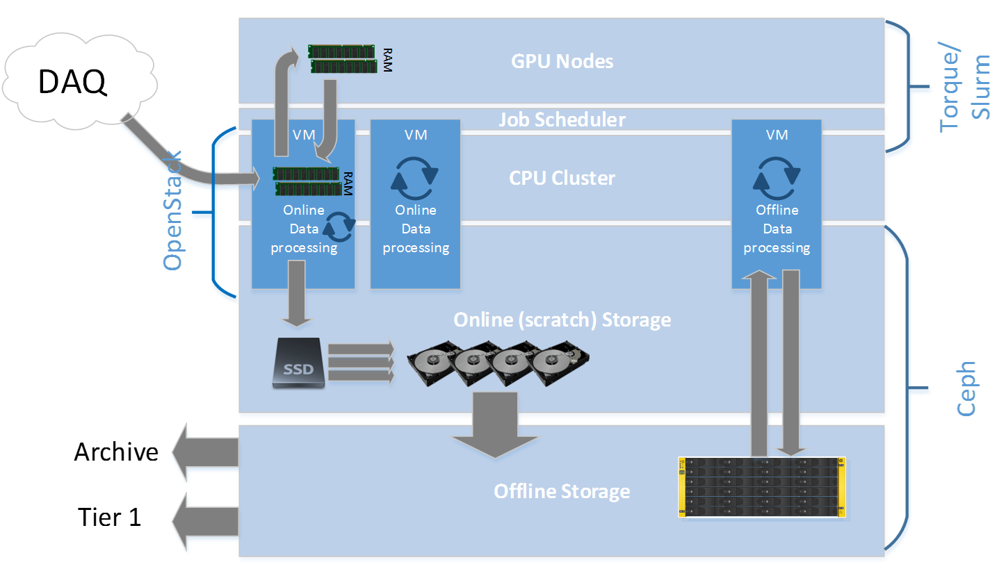 DAQ
RAM
GPU Nodes
Torque/
Slurm
Job Scheduler
VM
VM
VM
OpenStack
RAM
CPU Cluster
Online
Data
processing
Online
Data
processing
Offline
Data
processing
Online (scratch) Storage
SSD
Ceph
Archive
Offline Storage
Tier 1